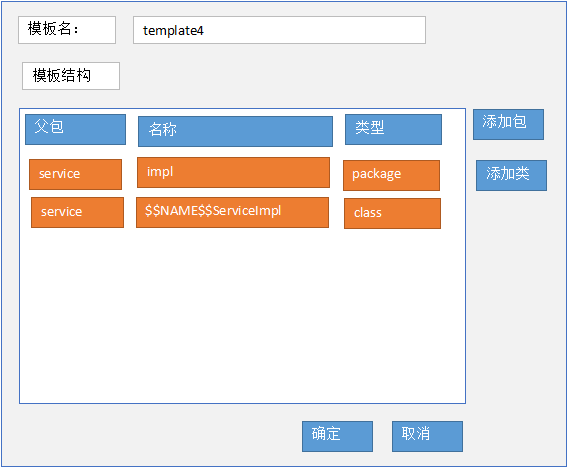 模板名： template4
模板结构
父包 名称 类型 添加包
service impl package 添加类
service $$NAME$$ServiceImpl class
确定 取消